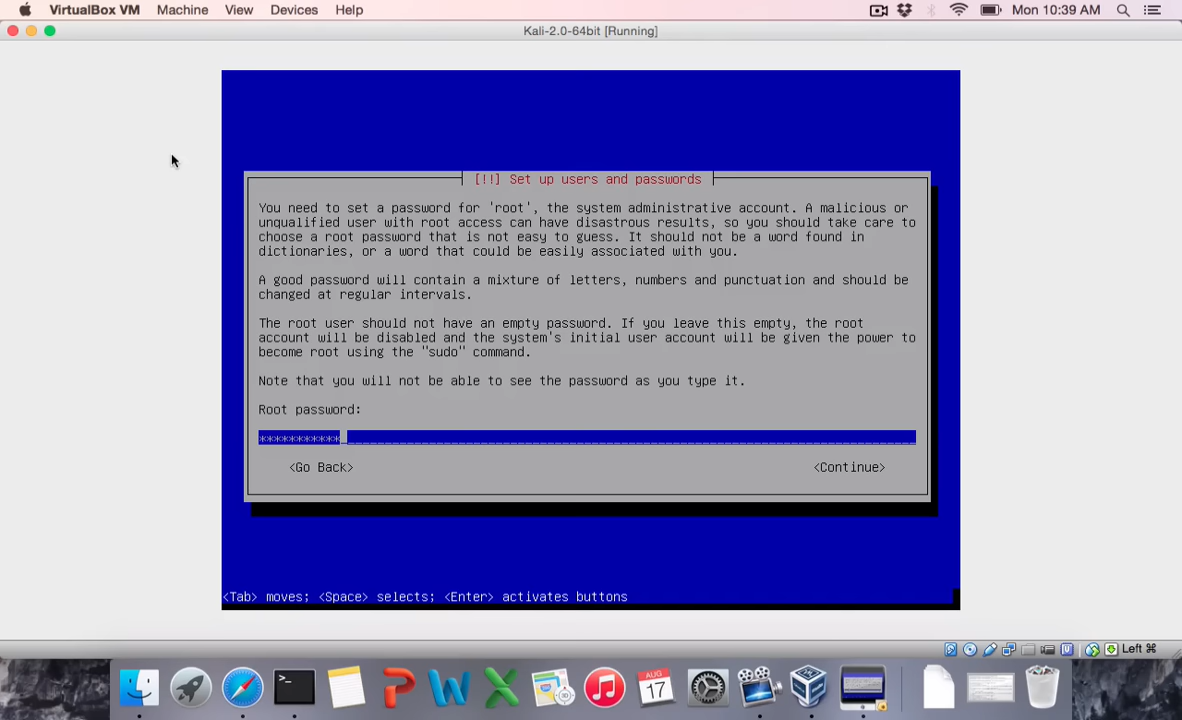 VirtualBox VM Machine View Devices Help Mon 10:39 AM
Kali-2.0-64bit [Running]
[!!] Set up users and passwords
You need to set a password for 'root', the system administrative account. A malicious or
unqualified user with root access can have disastrous results, so you should take care to
choose a root password that is not easy to guess. It should not be a word found in
dictionaries, or a word that could be easily associated with you.
A good password will contain a mixture of letters, numbers and punctuation and should be
changed at regular intervals.
The root user should not have an empty password. If you leave this empty, the root
account will be disabled and the system's initial user account will be given the power to
become root using the "sudo" command.
Note that you will not be able to see the password as you type it.
Root password:
***********
<Go Back> <Continue>
<Tab> moves; <Space> selects; <Enter> activates buttons
Left ⌘
AUG
17